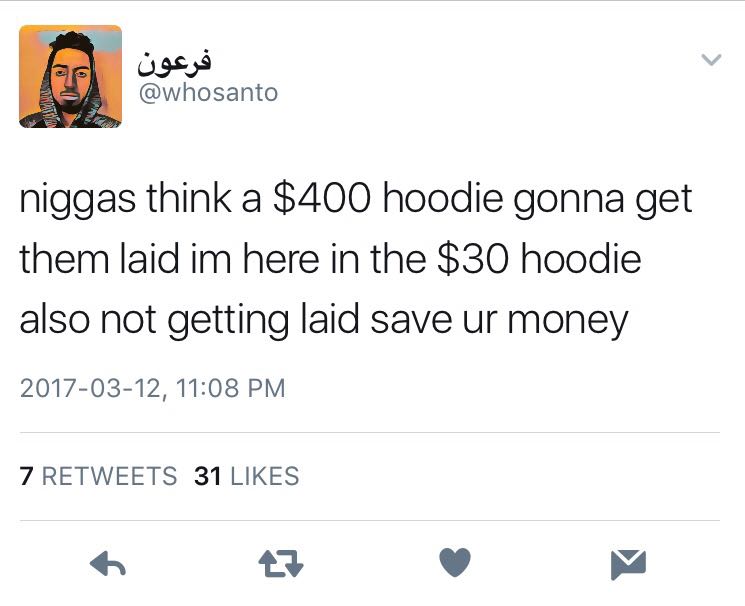 فرعون
@whosanto
niggas think a $400 hoodie gonna get
them laid im here in the $30 hoodie
also not getting laid save ur money
2017-03-12, 11:08 PM
7 RETWEETS 31 LIKES